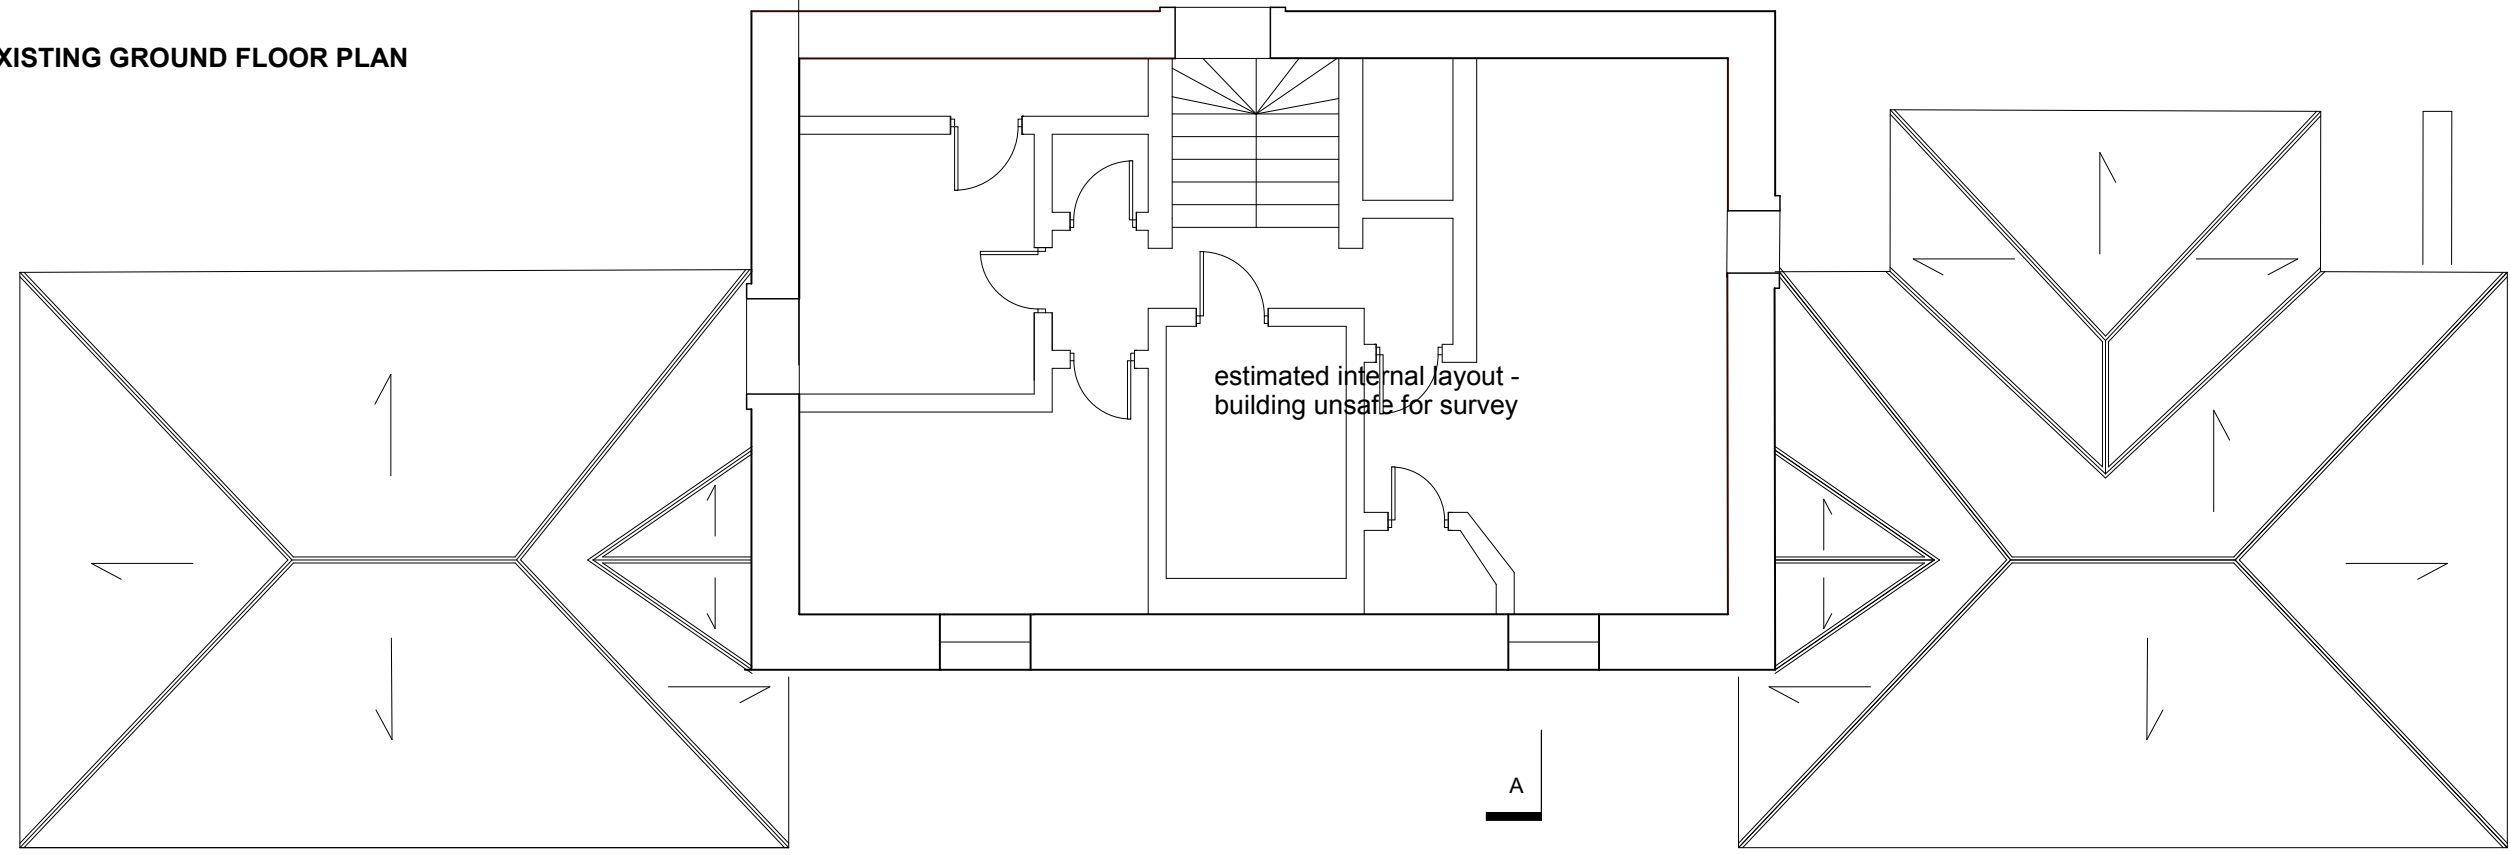 XISTING GROUND FLOOR PLAN
estimated internal layout -
building unsafe for survey
A